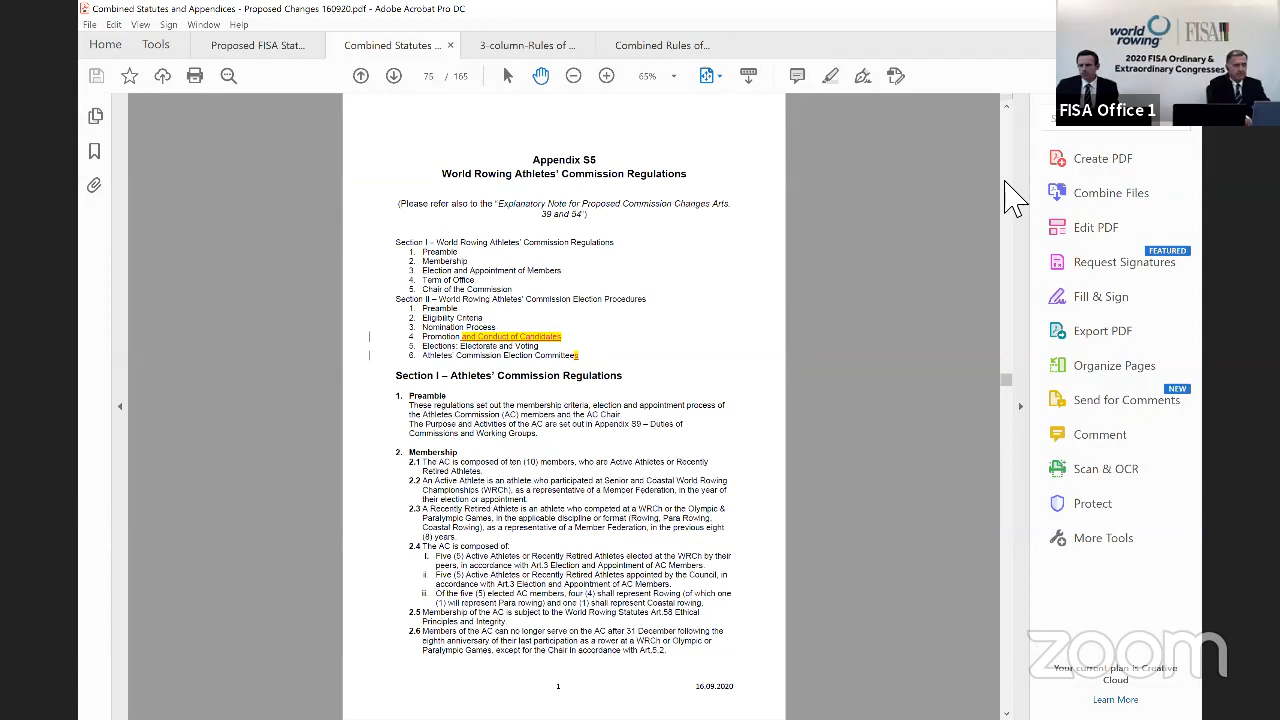 Combined Statutes and Appendices - Proposed Changes 160920.pdf - Adobe Acrobat Pro DC
File Edit View Sign Window Help
Home Tools Proposed FISA Stat... Combined Statutes ... × 3-column-Rules of ... Combined Rules of...
75 / 165 65%
world rowing FISA
2020 FISA Ordinary & Extraordinary Congresses
FISA Office 1
Create PDF
Combine Files
Edit PDF
FEATURED
Request Signatures
Fill & Sign
Export PDF
Organize Pages
NEW
Send for Comments
Comment
Scan & OCR
Protect
More Tools
Your current plan is Creative Cloud
Learn More
zoom
Appendix S5
World Rowing Athletes' Commission Regulations
(Please refer also to the "Explanatory Note for Proposed Commission Changes Arts.
39 and 54")
Section I – World Rowing Athletes' Commission Regulations
1. Preamble
2. Membership
3. Election and Appointment of Members
4. Term of Office
5. Chair of the Commission
Section II – World Rowing Athletes' Commission Election Procedures
1. Preamble
2. Eligibility Criteria
3. Nomination Process
4. Promotion and Conduct of Candidates
5. Elections: Electorate and Voting
6. Athletes' Commission Election Committees
Section I – Athletes' Commission Regulations
1. Preamble
These regulations set out the membership criteria, election and appointment process of
the Athletes Commission (AC) members and the AC Chair.
The Purpose and Activities of the AC are set out in Appendix S9 – Duties of
Commissions and Working Groups.
2. Membership
2.1 The AC is composed of ten (10) members, who are Active Athletes or Recently
Retired Athletes.
2.2 An Active Athlete is an athlete who participated at Senior and Coastal World Rowing
Championships (WRCh), as a representative of a Member Federation, in the year of
their election or appointment.
2.3 A Recently Retired Athlete is an athlete who competed at a WRCh or the Olympic &
Paralympic Games, in the applicable discipline or format (Rowing, Para Rowing,
Coastal Rowing), as a representative of a Member Federation, in the previous eight
(8) years.
2.4 The AC is composed of:
i. Five (5) Active Athletes or Recently Retired Athletes elected at the WRCh by their
peers, in accordance with Art.3 Election and Appointment of AC Members.
ii. Five (5) Active Athletes or Recently Retired Athletes appointed by the Council, in
accordance with Art.3 Election and Appointment of AC Members.
iii. Of the five (5) elected AC members, four (4) shall represent Rowing (of which one
(1) will represent Para rowing) and one (1) shall represent Coastal rowing.
2.5 Membership of the AC is subject to the World Rowing Statutes Art.58 Ethical
Principles and Integrity.
2.6 Members of the AC can no longer serve on the AC after 31 December following the
eighth anniversary of their last participation as a rower at a WRCh or Olympic or
Paralympic Games, except for the Chair in accordance with Art.5.2,
1 16.09.2020